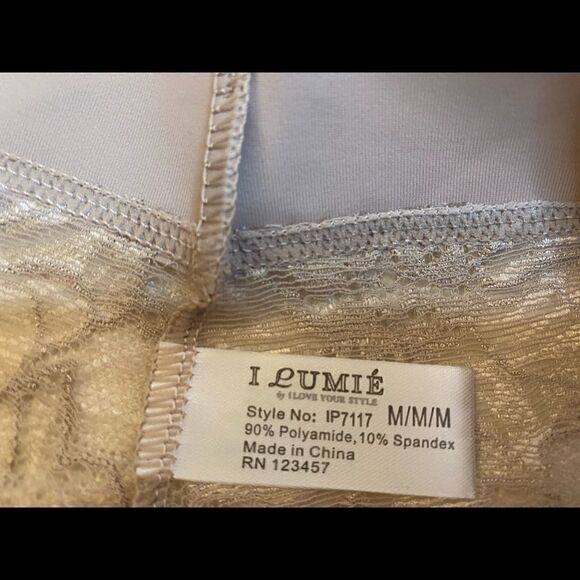 I LUMIÉ
by I LOVE YOUR STYLE
Style No: IP7117 M/M/M
90% Polyamide,10% Spandex
Made in China
RN 123457